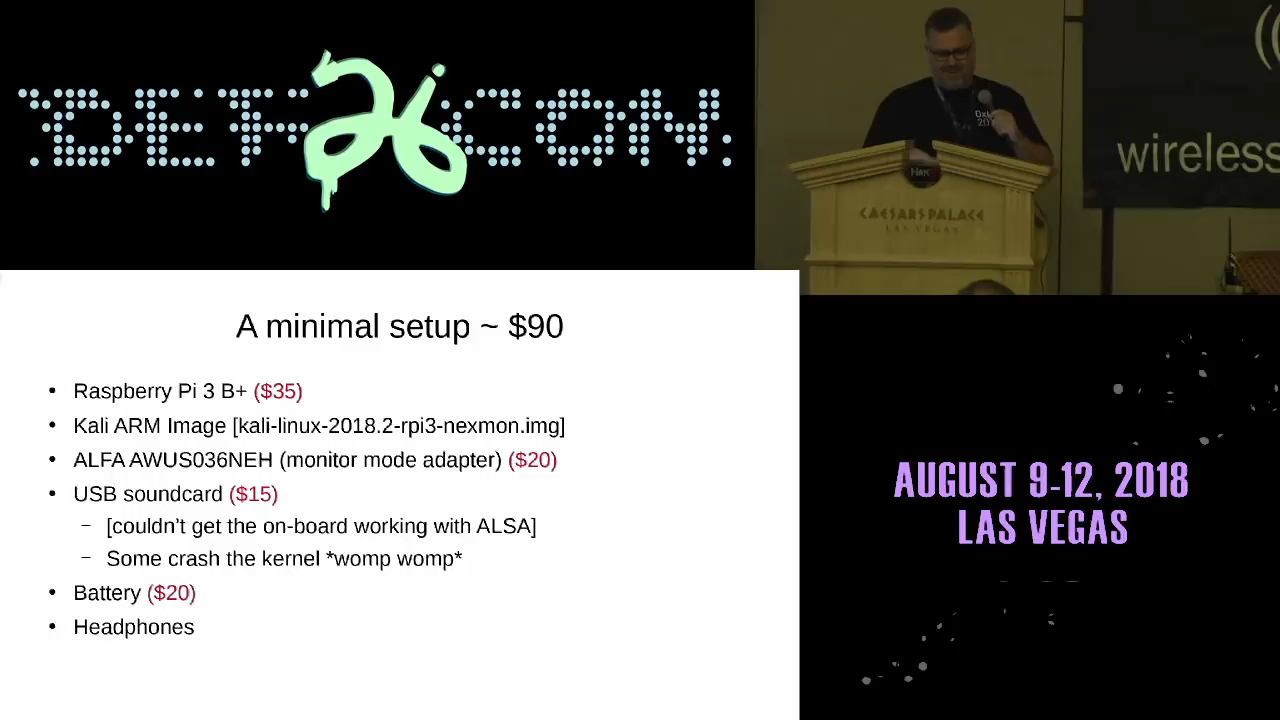 DEF CON
26
wireless
CAESARS PALACE
LAS VEGAS
A minimal setup ~ $90
• Raspberry Pi 3 B+ ($35)
• Kali ARM Image [kali-linux-2018.2-rpi3-nexmon.img]
• ALFA AWUS036NEH (monitor mode adapter) ($20)
• USB soundcard ($15)
– [couldn't get the on-board working with ALSA]
– Some crash the kernel *womp womp*
• Battery ($20)
• Headphones
AUGUST 9-12, 2018
LAS VEGAS